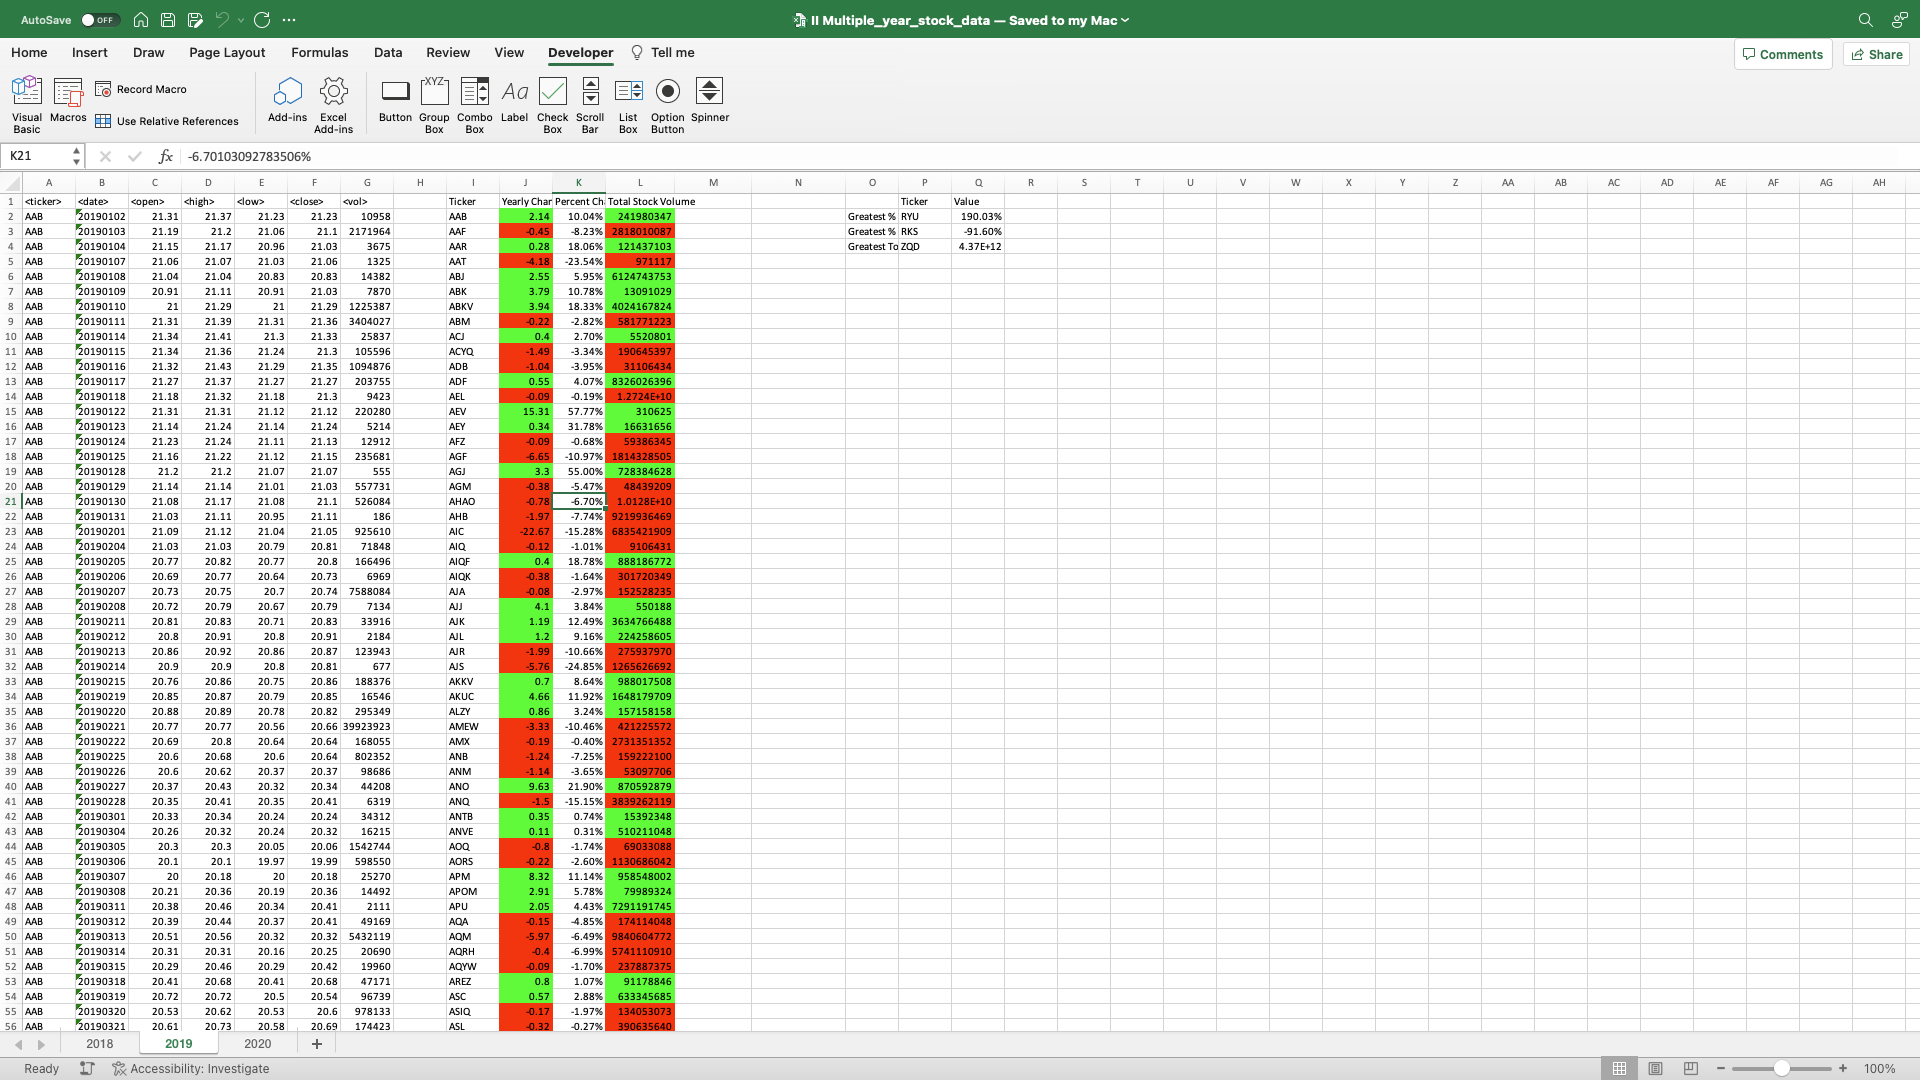 AutoSave OFF II Multiple_year_stock_data — Saved to my Mac
Home Insert Draw Page Layout Formulas Data Review View Developer Tell me Comments Share
Visual Basic Macros Record Macro Use Relative References Add-ins Excel Add-ins Button Group Box Combo Box Label Check Box Scroll Bar List Box Option Button Spinner
K21 fx -6.70103092783506%
A B C D E F G H I J K L M N O P Q R S T U V W X Y Z AA AB AC AD AE AF AG AH
1 <ticker> <date> <open> <high> <low> <close> <vol> Ticker Yearly Char Percent Ch Total Stock Volume Ticker Value
2 AAB 20190102 21.31 21.37 21.23 21.23 10958 AAB 2.14 10.04% 241980347 Greatest % RYU 190.03%
3 AAB 20190103 21.19 21.2 21.06 21.1 2171964 AAF -0.45 -8.23% 2818010087 Greatest % RKS -91.60%
4 AAB 20190104 21.15 21.17 20.96 21.03 3675 AAR 0.28 18.06% 121437103 Greatest To ZQD 4.37E+12
5 AAB 20190107 21.06 21.07 21.03 21.06 1325 AAT -4.18 -23.54% 971117
6 AAB 20190108 21.04 21.04 20.83 20.83 14382 ABJ 2.55 5.95% 6124743753
7 AAB 20190109 20.91 21.11 20.91 21.03 7870 ABK 3.79 10.78% 13091029
8 AAB 20190110 21 21.29 21 21.29 1225387 ABKV 3.94 18.33% 4024167824
9 AAB 20190111 21.31 21.39 21.31 21.36 3404027 ABM -0.22 -2.82% 581771223
10 AAB 20190114 21.34 21.41 21.3 21.33 25837 ACJ 0.4 2.70% 5520801
11 AAB 20190115 21.34 21.36 21.24 21.3 105596 ACYQ -1.49 -3.34% 190645397
12 AAB 20190116 21.32 21.43 21.29 21.35 1094876 ADB -1.04 -3.95% 31106434
13 AAB 20190117 21.27 21.37 21.27 21.27 203755 ADF 0.55 4.07% 8326026396
14 AAB 20190118 21.18 21.32 21.18 21.3 9423 AEL -0.09 -0.19% 1.2724E+10
15 AAB 20190122 21.31 21.31 21.12 21.12 220280 AEV 15.31 57.77% 310625
16 AAB 20190123 21.14 21.24 21.14 21.24 5214 AEY 0.34 31.78% 16631656
17 AAB 20190124 21.23 21.24 21.11 21.13 12912 AFZ -0.09 -0.68% 59386345
18 AAB 20190125 21.16 21.22 21.12 21.15 235681 AGF -6.65 -10.97% 1814328505
19 AAB 20190128 21.2 21.2 21.07 21.07 555 AGJ 3.3 55.00% 728384628
20 AAB 20190129 21.14 21.14 21.01 21.03 557731 AGM -0.38 -5.47% 48439209
21 AAB 20190130 21.08 21.17 21.08 21.1 526084 AHAO -0.78 -6.70% 1.0128E+10
22 AAB 20190131 21.03 21.11 20.95 21.11 186 AHB -1.97 -7.74% 9219936469
23 AAB 20190201 21.09 21.12 21.04 21.05 925610 AIC -22.67 -15.28% 6835421909
24 AAB 20190204 21.03 21.03 20.79 20.81 71848 AIQ -0.12 -1.01% 9106431
25 AAB 20190205 20.77 20.82 20.77 20.8 166496 AIQF 0.4 18.78% 888186772
26 AAB 20190206 20.69 20.77 20.64 20.73 6969 AIQK -0.38 -1.64% 301720349
27 AAB 20190207 20.73 20.75 20.7 20.74 7588084 AJA -0.08 -2.97% 152528235
28 AAB 20190208 20.72 20.79 20.67 20.79 7134 AJJ 4.1 3.84% 550188
29 AAB 20190211 20.81 20.83 20.71 20.83 33916 AJK 1.19 12.49% 3634766488
30 AAB 20190212 20.8 20.91 20.8 20.91 2184 AJL 1.2 9.16% 224258605
31 AAB 20190213 20.86 20.92 20.86 20.87 123943 AJR -1.99 -10.66% 275937970
32 AAB 20190214 20.9 20.9 20.8 20.81 677 AJS -5.76 -24.85% 1265626692
33 AAB 20190215 20.76 20.86 20.75 20.86 188376 AKKV 0.7 8.64% 988017508
34 AAB 20190219 20.85 20.87 20.79 20.85 16546 AKUC 4.66 11.92% 1648179709
35 AAB 20190220 20.88 20.89 20.78 20.82 295349 ALZY 0.86 3.24% 157158158
36 AAB 20190221 20.77 20.77 20.56 20.66 39923923 AMEW -3.33 -10.46% 421225572
37 AAB 20190222 20.69 20.8 20.64 20.64 168055 AMX -0.19 -0.40% 2731351352
38 AAB 20190225 20.6 20.68 20.6 20.64 802352 ANB -1.24 -7.25% 159222100
39 AAB 20190226 20.6 20.62 20.37 20.37 98686 ANM -1.14 -3.65% 53097706
40 AAB 20190227 20.37 20.43 20.32 20.34 44208 ANO 9.63 21.90% 870592879
41 AAB 20190228 20.35 20.41 20.35 20.41 6319 ANQ -1.5 -15.15% 3839262119
42 AAB 20190301 20.33 20.34 20.24 20.24 34312 ANTB 0.35 0.74% 15392348
43 AAB 20190304 20.26 20.32 20.24 20.32 16215 ANVE 0.11 0.31% 510211048
44 AAB 20190305 20.3 20.3 20.05 20.06 1542744 AOQ -0.8 -1.74% 69033088
45 AAB 20190306 20.1 20.1 19.97 19.99 598550 AORS -0.22 -2.60% 1130686042
46 AAB 20190307 20 20.18 20 20.18 25270 APM 8.32 11.14% 958548002
47 AAB 20190308 20.21 20.36 20.19 20.36 14492 APOM 2.91 5.78% 79989324
48 AAB 20190311 20.38 20.46 20.34 20.41 2111 APU 2.05 4.43% 7291191745
49 AAB 20190312 20.39 20.44 20.37 20.41 49169 AQA -0.15 -4.85% 174114048
50 AAB 20190313 20.51 20.56 20.32 20.32 5432119 AQM -5.97 -6.49% 9840604772
51 AAB 20190314 20.31 20.31 20.16 20.25 20690 AQRH -0.4 -6.99% 5741110910
52 AAB 20190315 20.29 20.46 20.29 20.42 19960 AQYW -0.09 -1.70% 237887375
53 AAB 20190318 20.41 20.68 20.41 20.68 47171 AREZ 0.8 1.07% 91178846
54 AAB 20190319 20.72 20.72 20.5 20.54 96739 ASC 0.57 2.88% 633345685
55 AAB 20190320 20.53 20.62 20.53 20.6 978133 ASIQ -0.17 -1.97% 134053073
56 AAB 20190321 20.61 20.73 20.58 20.69 174423 ASL -0.32 -0.27% 390635640
2018 2019 2020 +
Ready Accessibility: Investigate 100%